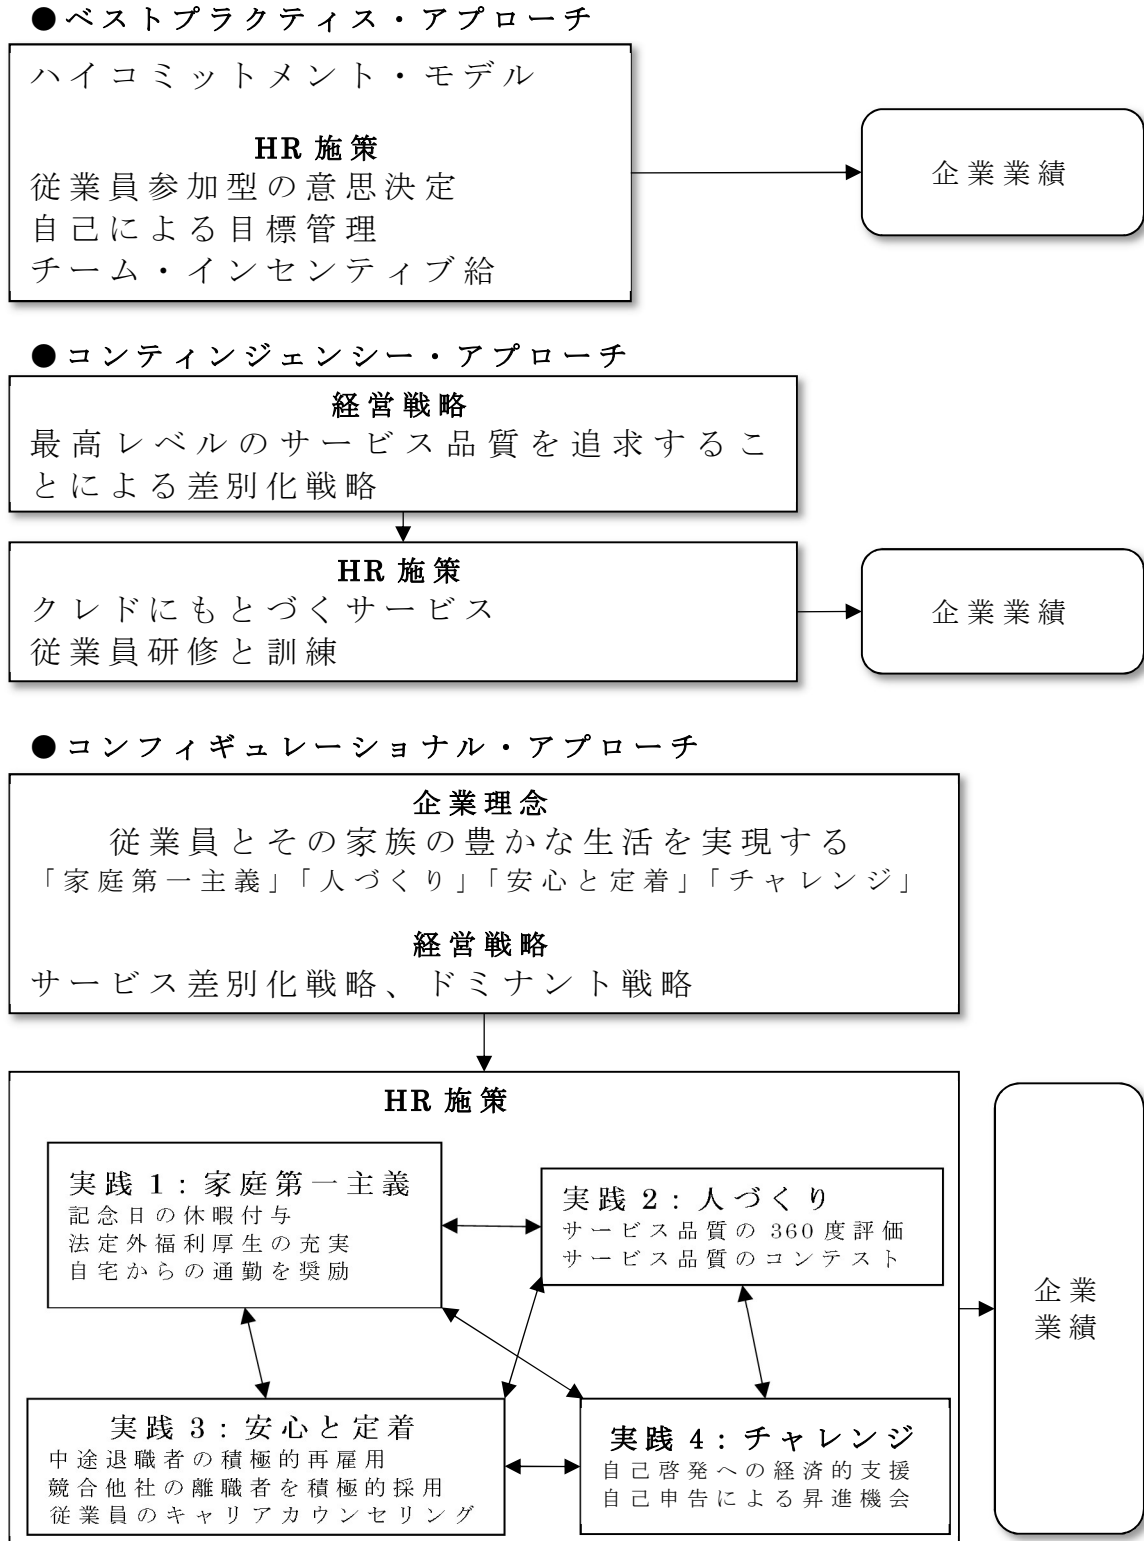 ●ベストプラクティス・アプローチ
ハイコミットメント・モデル
HR 施策
従業員参加型の意思決定
自己による目標管理
チーム・インセンティブ給
企業業績
●コンティンジェンシー・アプローチ
経営戦略
最高レベルのサービス品質を追求するこ
とによる差別化戦略
HR 施策
クレドにもとづくサービス
従業員研修と訓練
企業業績
●コンフィギュレーショナル・アプローチ
企業理念
従業員とその家族の豊かな生活を実現する
「家庭第一主義」「人づくり」「安心と定着」「チャレンジ」
経営戦略
サービス差別化戦略、ドミナント戦略
HR 施策
実践 1：家庭第一主義
記念日の休暇付与
法定外福利厚生の充実
自宅からの通勤を奨励
実践 2：人づくり
サービス品質の 360 度評価
サービス品質のコンテスト
実践 3：安心と定着
中途退職者の積極的再雇用
競合他社の離職者を積極的採用
従業員のキャリアカウンセリング
実践 4：チャレンジ
自己啓発への経済的支援
自己申告による昇進機会
企業
業績